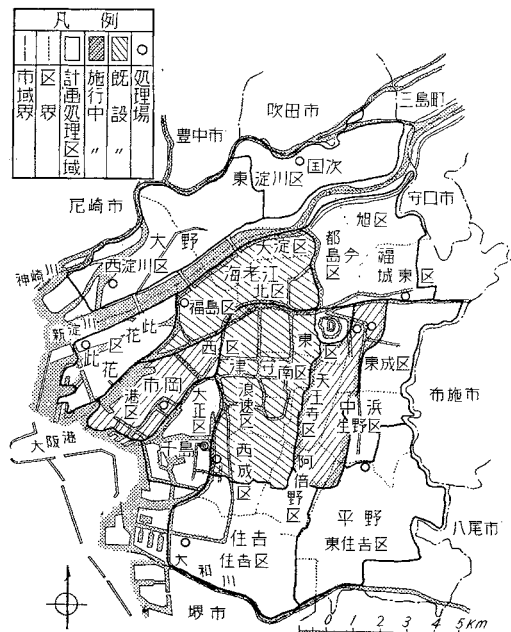 凡例
市域界
区界
計画処理区域
施行中 〃
既設 〃
処理場
三島町
吹田市
豊中市
国次
東淀川区
守口市
尼崎市
旭区
大野
大淀区
都島区
今福
西淀川区
海老江
北区
城東区
神崎川
福島区
新淀川
此花
此花区
西区
東区
東成区
津守
南区
天王寺区
中浜
市岡
港区
浪速区
大正区
生野区
布施市
大阪港
千島
西成区
阿倍野区
平野
八尾市
住吉
住吉区
東住吉区
大和川
堺市
0 1 2 3 4 5Km